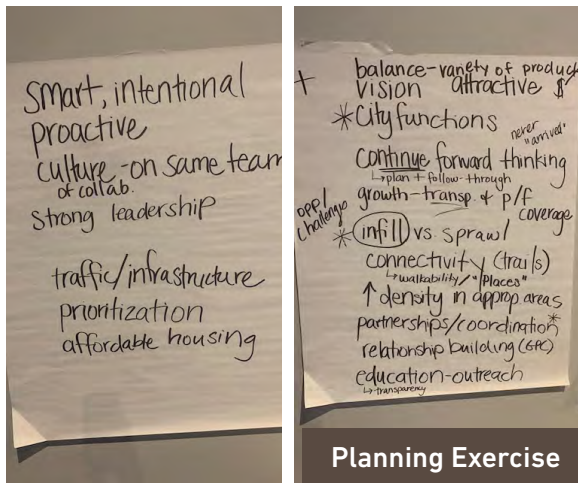 smart, intentional
proactive
culture - on same team
of collab.
strong leadership
traffic/infrastructure
prioritization
affordable housing
+ balance-variety of product
vision attractive $
*City functions
never "arrived"
continue forward thinking
↳plan + follow-through
growth-transp. & p/f
coverage
opp/
challenges
* infill vs. sprawl
connectivity (trails)
↳walkability/"Places"
↑ density in approp areas
partnerships/coordination*
relationship building (GPC)
education-outreach
↳transparency
Planning Exercise